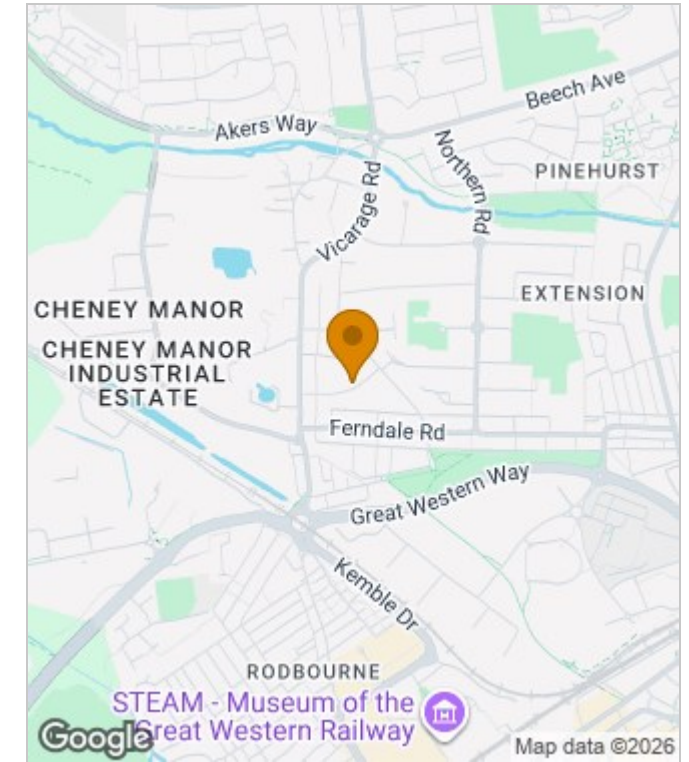 Beech Ave
Akers Way
Northern Rd
PINEHURST
Vicarage Rd
EXTENSION
CHENEY MANOR
CHENEY MANOR
INDUSTRIAL
ESTATE
Ferndale Rd
Great Western Way
Kemble Dr
RODBOURNE
STEAM - Museum of the
Great Western Railway
Google
Map data ©2026